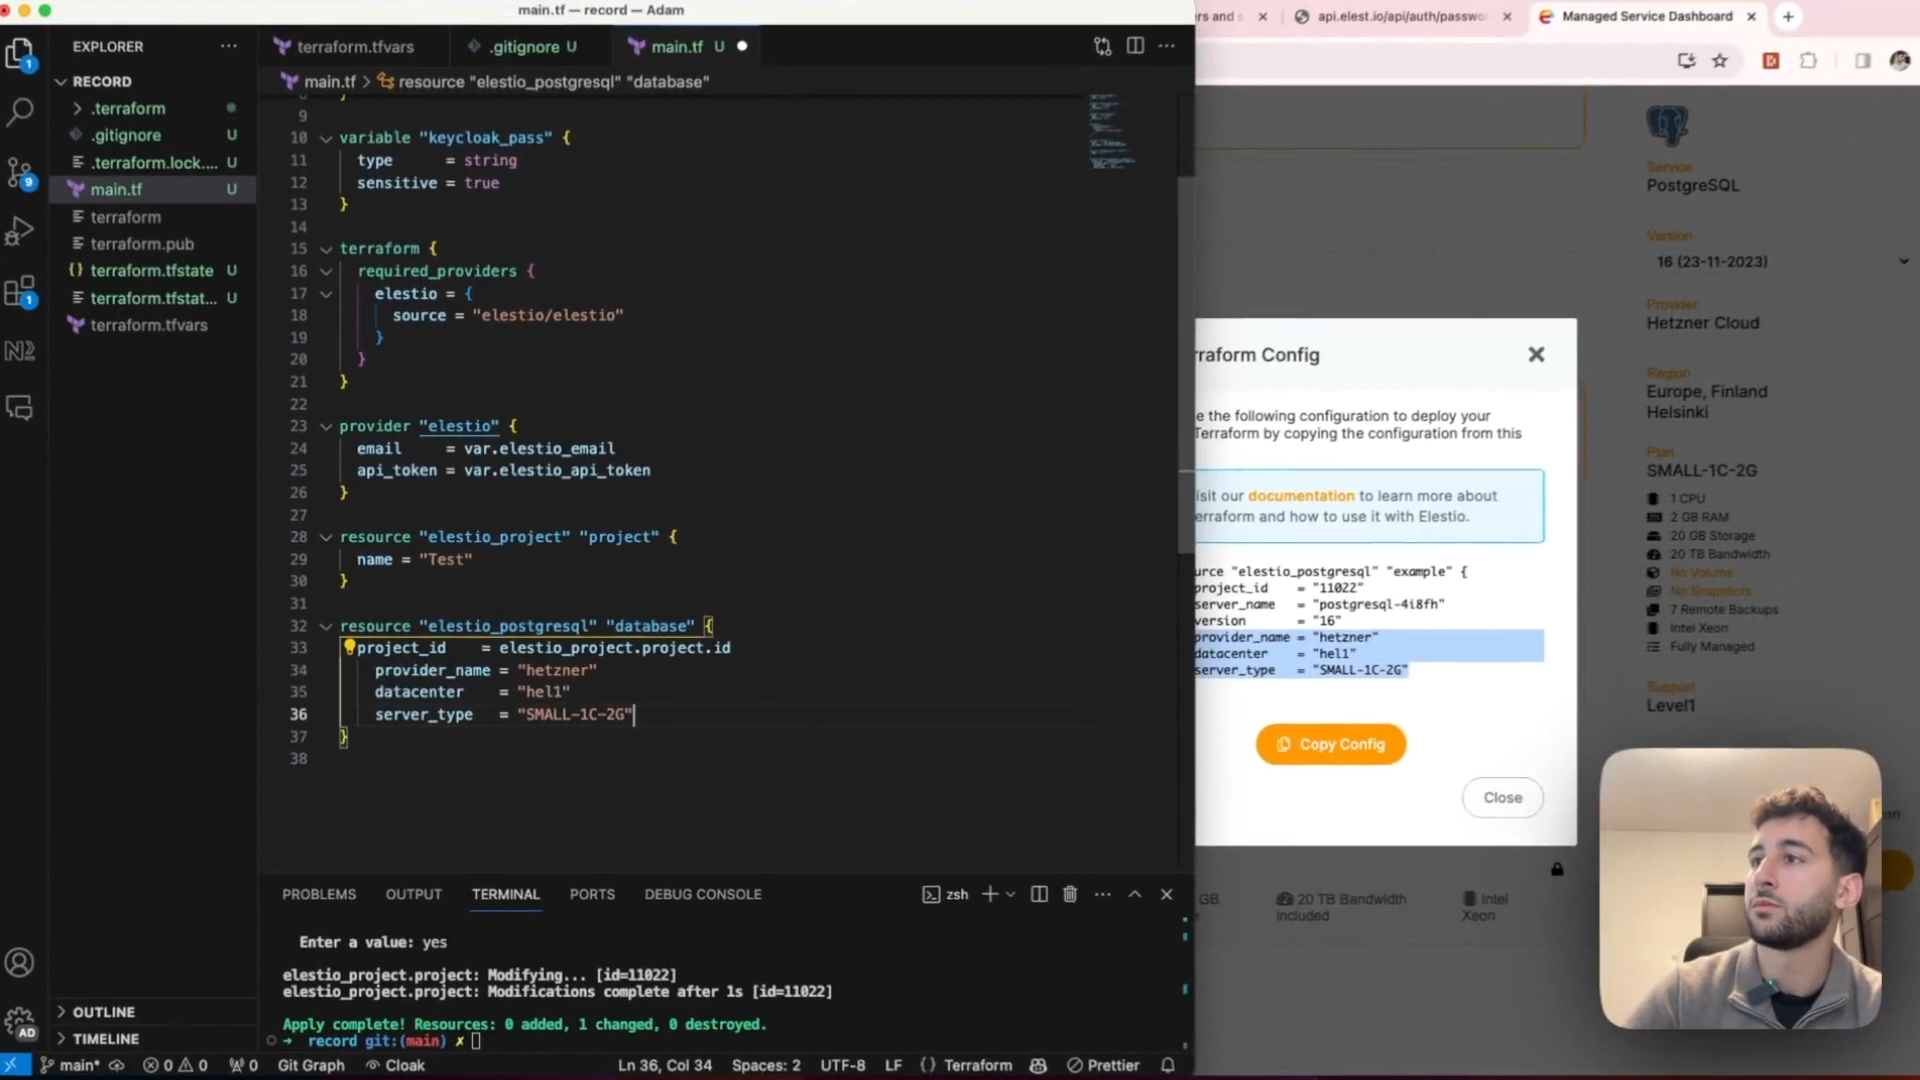 main.tf — record — Adam
EXPLORER
RECORD
.terraform
.gitignore U
.terraform.lock.... U
main.tf U
terraform
terraform.pub
terraform.tfstate U
terraform.tfstat... U
terraform.tfvars
OUTLINE
TIMELINE
terraform.tfvars
.gitignore U
main.tf U
main.tf > resource "elestio_postgresql" "database"
9
10 variable "keycloak_pass" {
11 type = string
12 sensitive = true
13 }
14
15 terraform {
16 required_providers {
17 elestio = {
18 source = "elestio/elestio"
19 }
20 }
21 }
22
23 provider "elestio" {
24 email = var.elestio_email
25 api_token = var.elestio_api_token
26 }
27
28 resource "elestio_project" "project" {
29 name = "Test"
30 }
31
32 resource "elestio_postgresql" "database" {
33 project_id = elestio_project.project.id
34 provider_name = "hetzner"
35 datacenter = "hel1"
36 server_type = "SMALL-1C-2G"
37 }
38
PROBLEMS OUTPUT TERMINAL PORTS DEBUG CONSOLE
zsh
Enter a value: yes
elestio_project.project: Modifying... [id=11022]
elestio_project.project: Modifications complete after 1s [id=11022]
Apply complete! Resources: 0 added, 1 changed, 0 destroyed.
➜ record git:(main) ✗
main* 0 0 0 Git Graph Cloak Ln 36, Col 34 Spaces: 2 UTF-8 LF {} Terraform Prettier
1
9
1
AD
rs and s
api.elest.io/api/auth/passwo
Managed Service Dashboard
rraform Config
e the following configuration to deploy your
Terraform by copying the configuration from this
isit our documentation to learn more about
erraform and how to use it with Elestio.
urce "elestio_postgresql" "example" {
project_id = "11022"
server_name = "postgresql-4i8fh"
version = "16"
provider_name = "hetzner"
datacenter = "hel1"
server_type = "SMALL-1C-2G"
Copy Config
Close
GB
20 TB Bandwidth
included
Intel
Xeon
Service
PostgreSQL
Version
16 (23-11-2023)
Provider
Hetzner Cloud
Region
Europe, Finland
Helsinki
Plan
SMALL-1C-2G
1 CPU
2 GB RAM
20 GB Storage
20 TB Bandwidth
No Volume
No Snapshots
7 Remote Backups
Intel Xeon
Fully Managed
Support
Level1